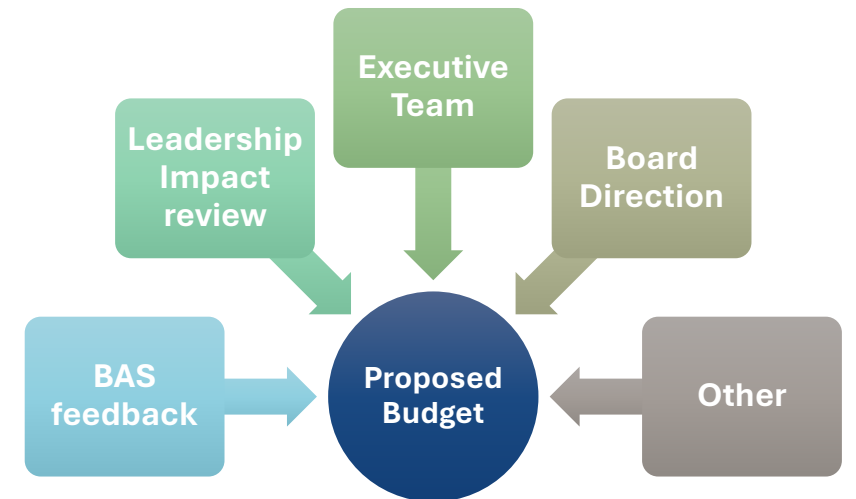 Executive
Team
Leadership
Impact
review
Board
Direction
BAS
feedback
Proposed
Budget
Other